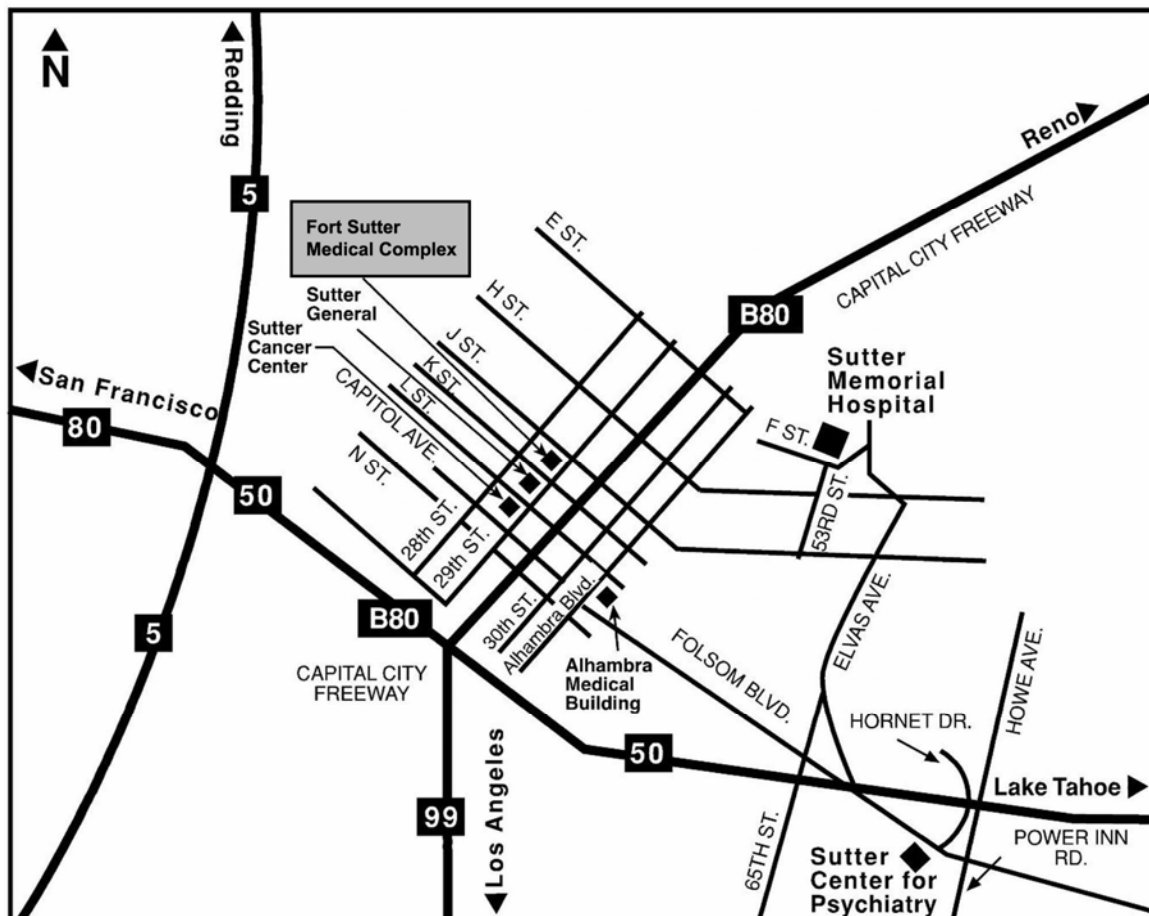 N
Redding
5
Reno
CAPITAL CITY FREEWAY
Fort Sutter
Medical Complex
E ST.
H ST.
Sutter
General
Sutter
Cancer
Center
J ST.
K ST.
L ST.
CAPITOL AVE.
N ST.
B80
San Francisco
80
50
Sutter
Memorial
Hospital
F ST.
53RD ST.
28th ST.
29th ST.
30th ST.
Alhambra Blvd.
5
B80
CAPITAL CITY
FREEWAY
Alhambra
Medical
Building
FOLSOM BLVD.
ELVAS AVE.
HOWE AVE.
HORNET DR.
50
Lake Tahoe
99
Los Angeles
65TH ST.
POWER INN
RD.
Sutter
Center for
Psychiatry